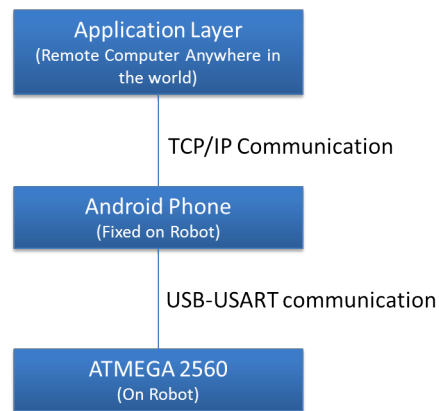 Application Layer
(Remote Computer Anywhere in
the world)
TCP/IP Communication
Android Phone
(Fixed on Robot)
USB-USART communication
ATMEGA 2560
(On Robot)